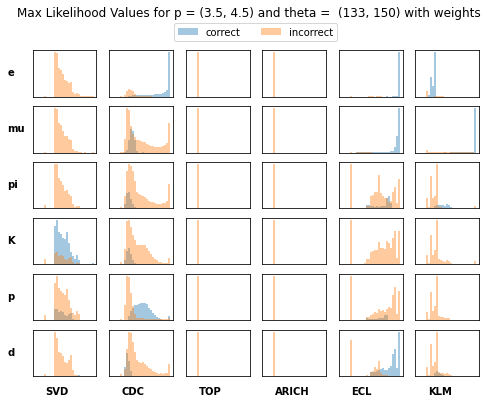 Max Likelihood Values for p = (3.5, 4.5) and theta =  (133, 150) with weights
correct incorrect
e
mu
pi
K
p
d
SVD CDC TOP ARICH ECL KLM